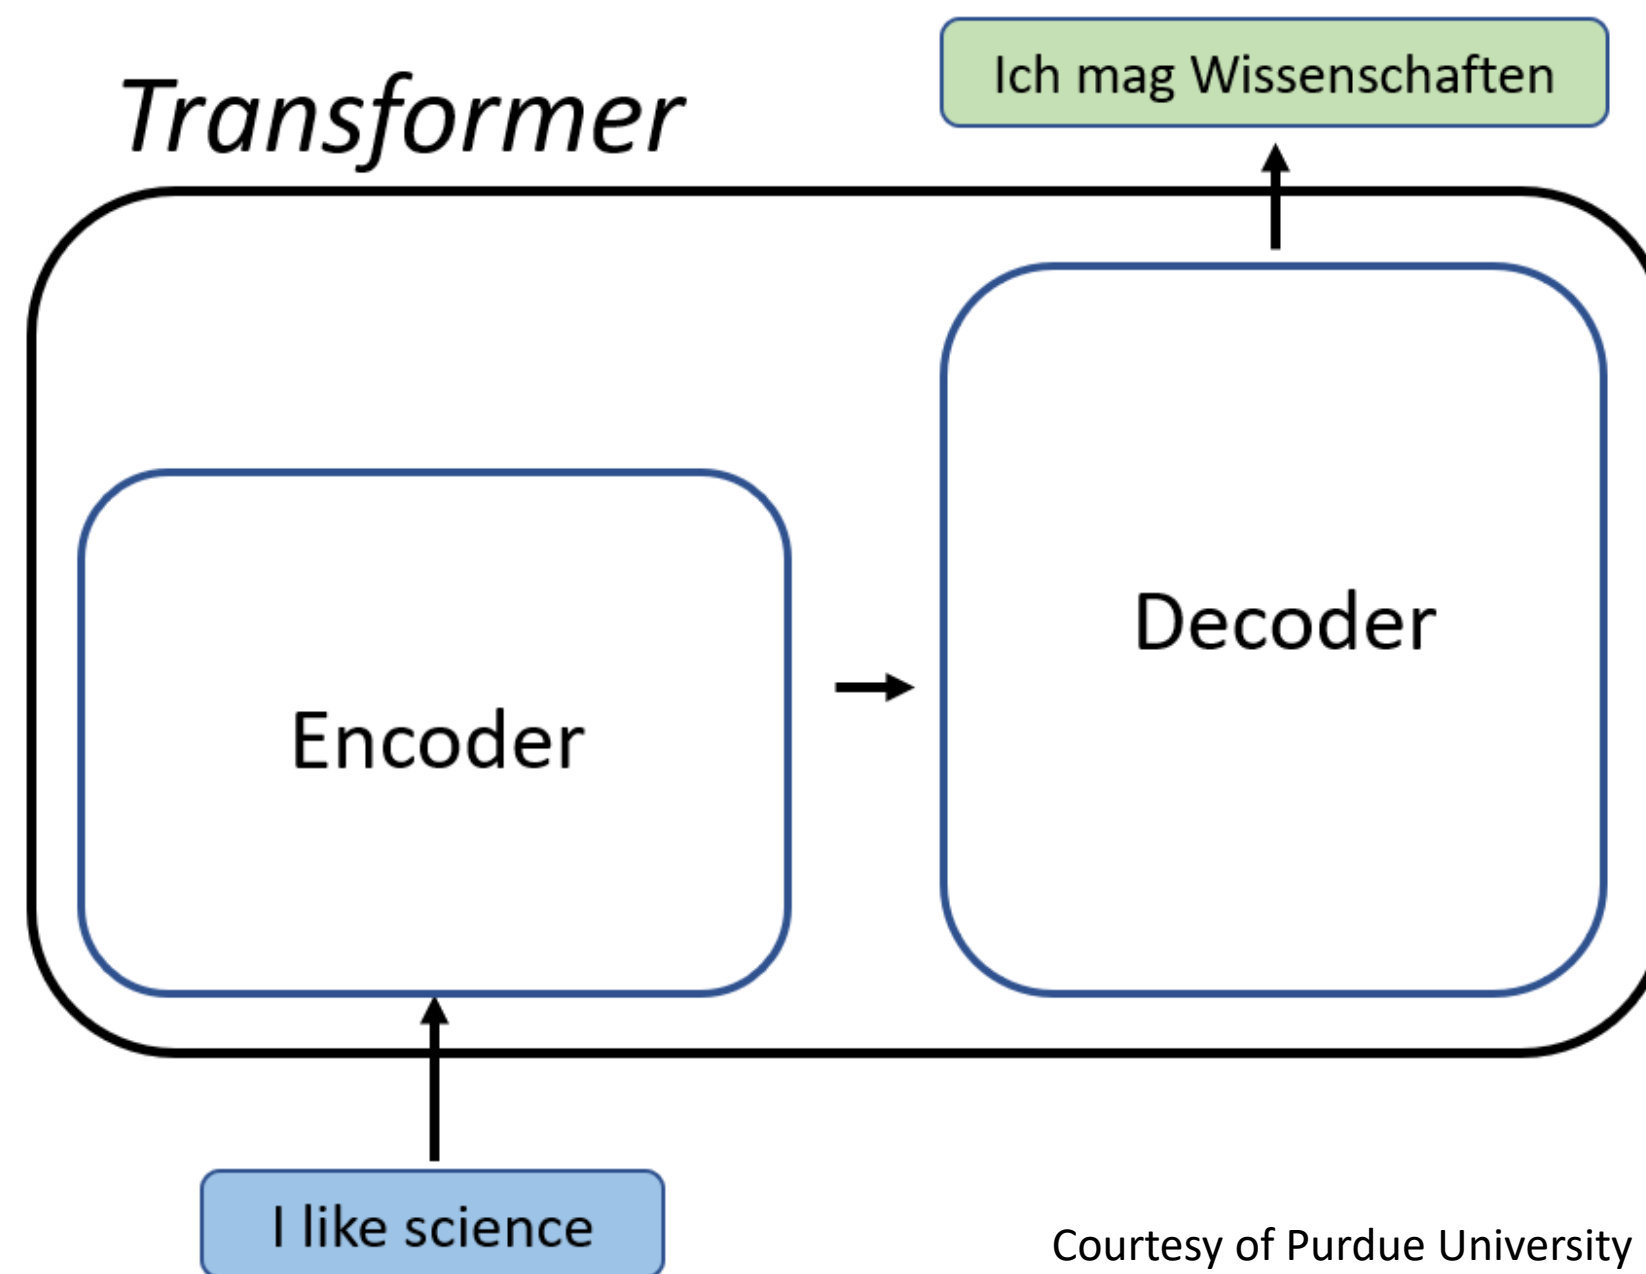 Transformer
Ich mag Wissenschaften
Decoder
Encoder
I like science
Courtesy of Purdue University